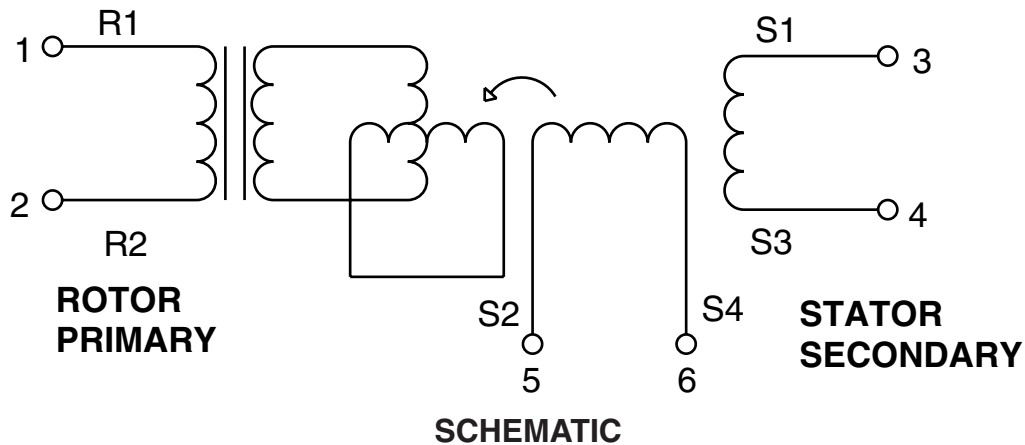 R1
1
2
R2
ROTOR
PRIMARY
S1
3
4
S3
S2
S4
5
6
STATOR
SECONDARY
SCHEMATIC